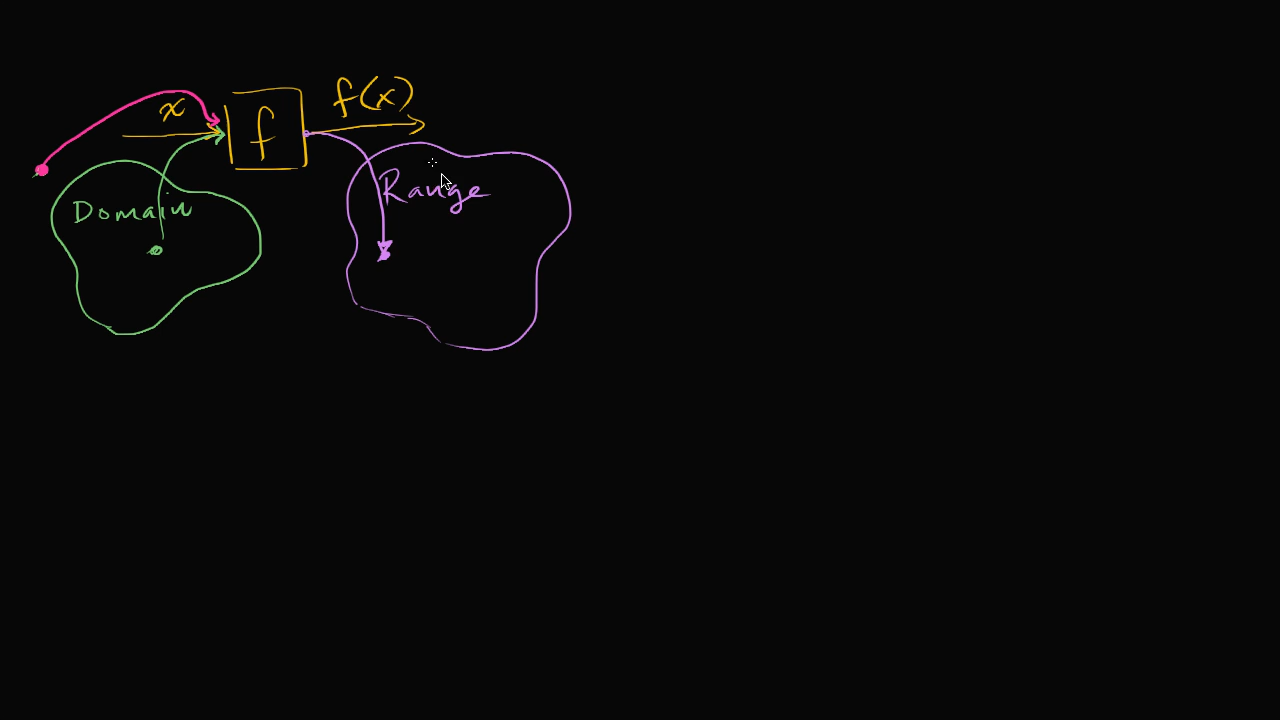 x
f
f(x)
Domain
Range